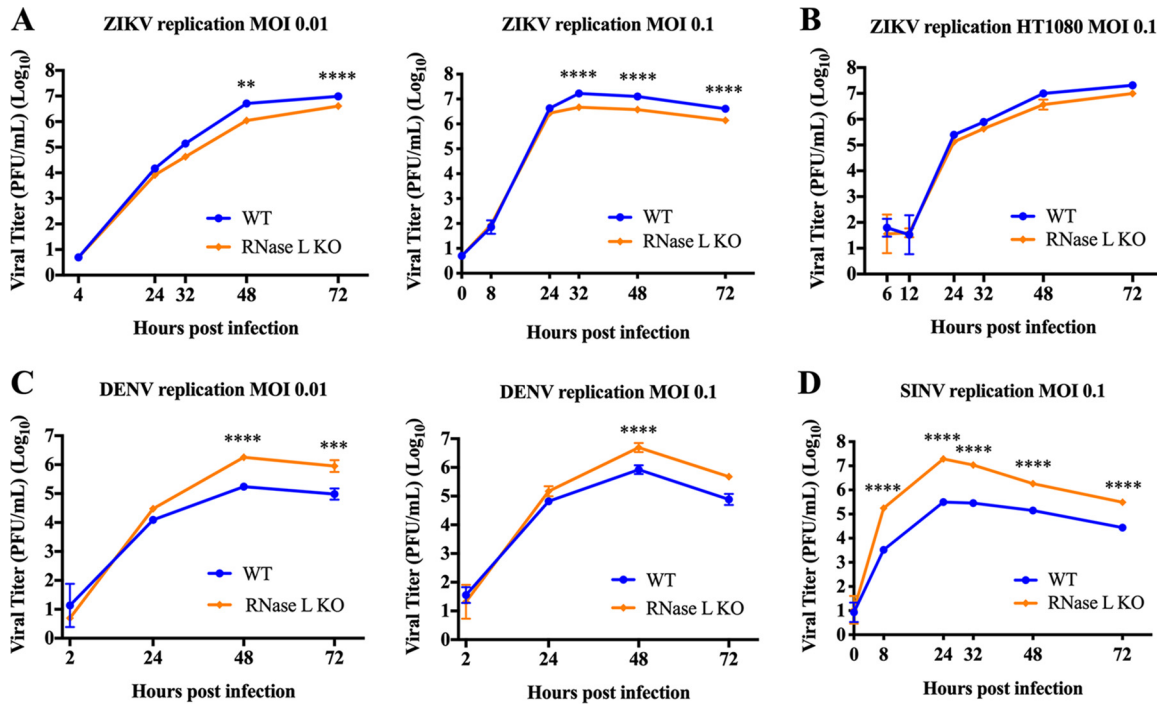 A
ZIKV replication MOI 0.01
Viral Titer (PFU/mL) (Log10)
8
7
6
5
4
3
2
1
0
**
****
WT
RNase L KO
4 24 32 48 72
Hours post infection
ZIKV replication MOI 0.1
Viral Titer (PFU/mL) (Log10)
8
7
6
5
4
3
2
1
0
**** **** ****
WT
RNase L KO
0 8 24 32 48 72
Hours post infection
B
ZIKV replication HT1080 MOI 0.1
Viral Titer (PFU/mL) (Log10)
8
7
6
5
4
3
2
1
0
WT
RNase L KO
6 12 24 32 48 72
Hours post infection
C
DENV replication MOI 0.01
Viral Titer (PFU/mL) (Log10)
7
6
5
4
3
2
1
0
**** ***
WT
RNase L KO
2 24 48 72
Hours post infection
DENV replication MOI 0.1
Viral Titer (PFU/mL) (Log10)
7
6
5
4
3
2
1
0
****
WT
RNase L KO
2 24 48 72
Hours post infection
D
SINV replication MOI 0.1
Viral Titer (PFU/mL) (Log10)
8
7
6
5
4
3
2
1
0
**** **** **** **** ****
WT
RNase L KO
0 8 24 32 48 72
Hours post infection